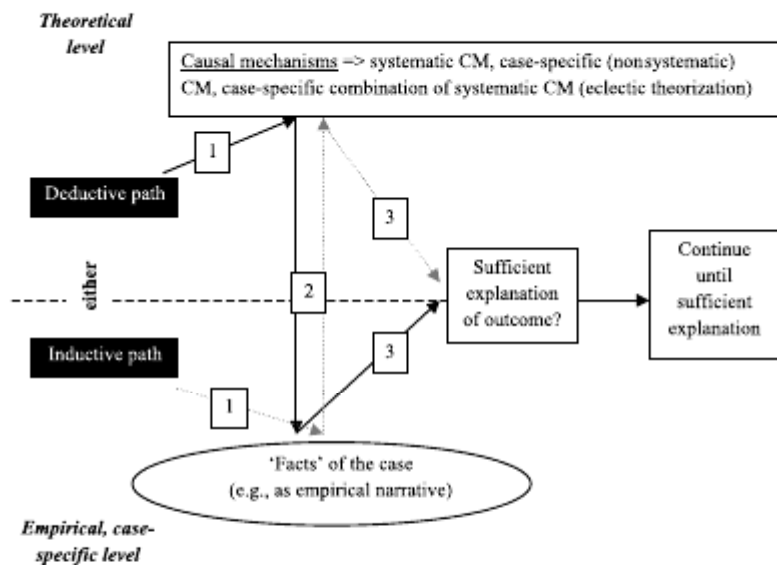 Theoretical
level
Causal mechanisms => systematic CM, case-specific (nonsystematic)
CM, case-specific combination of systematic CM (eclectic theorization)
1
Deductive path
3
either
2
Sufficient
explanation
of outcome?
Continue
until
sufficient
explanation
Inductive path
3
1
'Facts' of the case
(e.g., as empirical narrative)
Empirical, case-
specific level